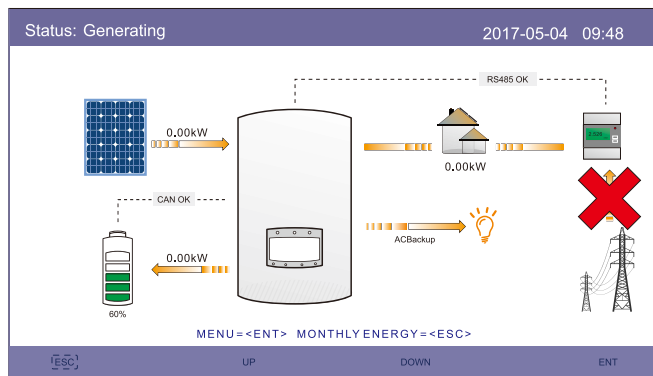 Status: Generating
2017-05-04 09:48
RS485 OK
0.00kW
0.00kW
CAN OK
ACBackup
0.00kW
60%
MENU=<ENT> MONTHLY ENERGY=<ESC>
ESC
UP
DOWN
ENT